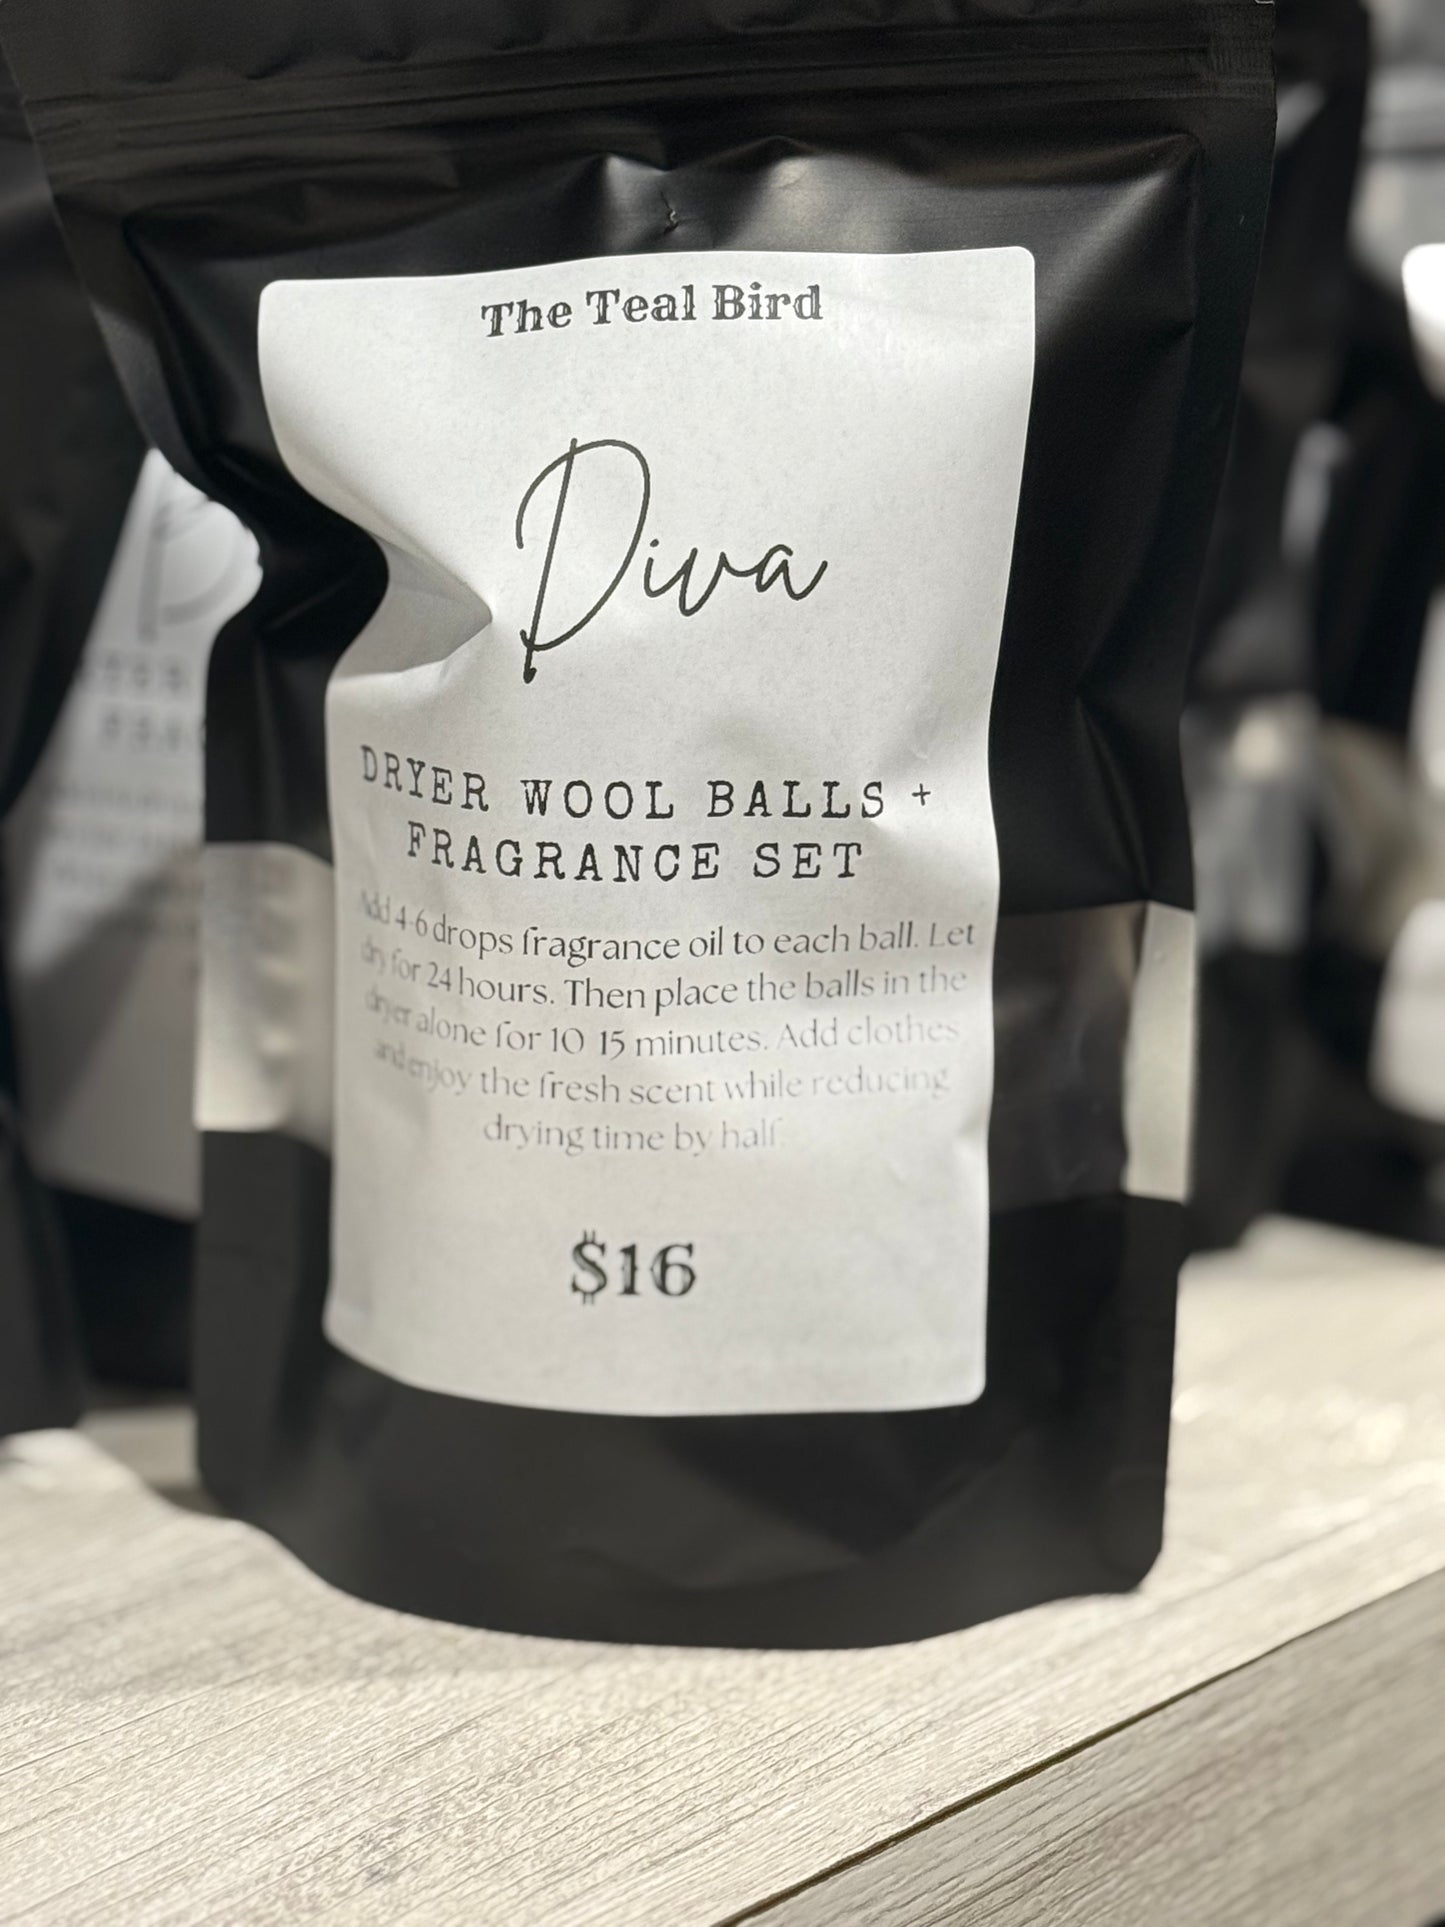 The Teal Bird
Diva
DRYER WOOL BALLS +
FRAGRANCE SET
Add 4-6 drops fragrance oil to each ball. Let
dry for 24 hours. Then place the balls in the
dryer alone for 10-15 minutes. Add clothes
and enjoy the fresh scent while reducing
drying time by half.
$16